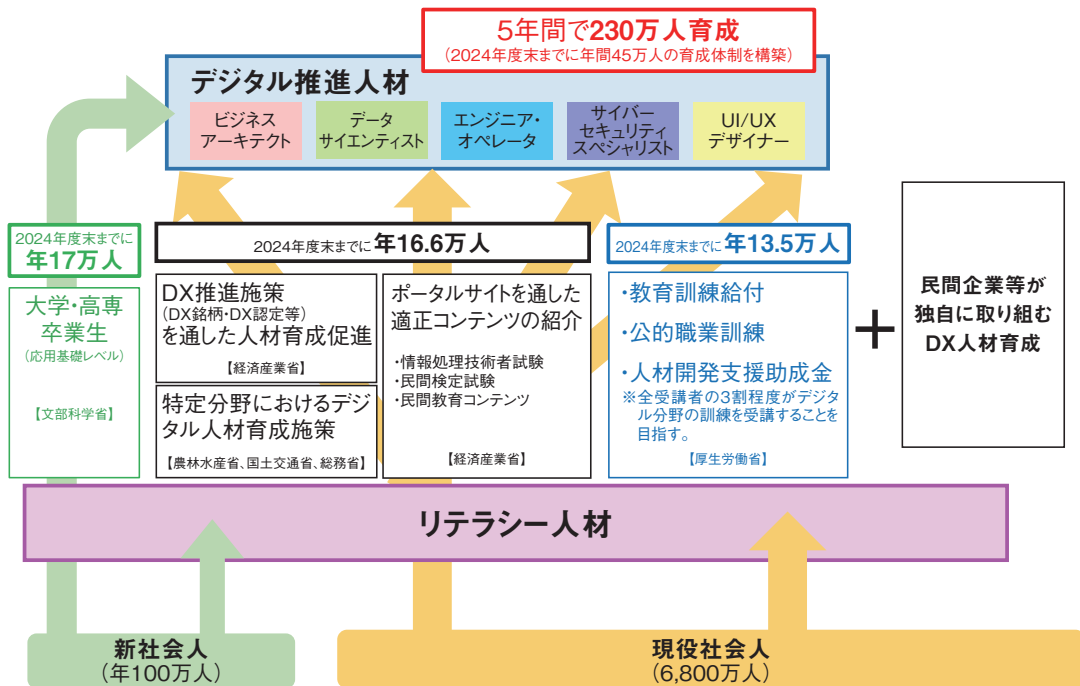 5年間で230万人育成
(2024年度末までに年間45万人の育成体制を構築)
デジタル推進人材
ビジネス
アーキテクト
データ
サイエンティスト
エンジニア・
オペレータ
サイバー
セキュリティ
スペシャリスト
UI/UX
デザイナー
2024年度末までに
年17万人
大学・高専
卒業生
(応用基礎レベル)
【文部科学省】
2024年度末までに年16.6万人
DX推進施策
(DX銘柄・DX認定等)
を通した人材育成促進
【経済産業省】
特定分野におけるデジ
タル人材育成施策
【農林水産省、国土交通省、総務省】
ポータルサイトを通した
適正コンテンツの紹介
・情報処理技術者試験
・民間検定試験
・民間教育コンテンツ
【経済産業省】
2024年度末までに年13.5万人
・教育訓練給付
・公的職業訓練
・人材開発支援助成金
※全受講者の3割程度がデジタル
分野の訓練を受講することを
目指す。
【厚生労働省】
+
民間企業等が
独自に取り組む
DX人材育成
リテラシー人材
新社会人
(年100万人)
現役社会人
(6,800万人)